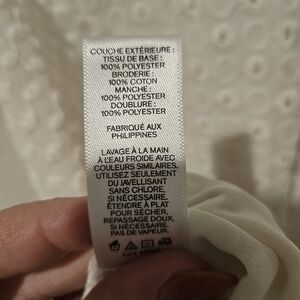 COUCHE EXTÉRIEURE :
TISSU DE BASE :
100% POLYESTER
BRODERIE :
100% COTON
MANCHE :
100% POLYESTER
DOUBLURE :
100% POLYESTER
FABRIQUÉ AUX
PHILIPPINES
LAVAGE À LA MAIN
À L'EAU FROIDE AVEC
COULEURS SIMILAIRES.
UTILISEZ SEULEMENT
DU JAVELLISANT
SANS CHLORE,
SI NÉCESSAIRE.
ÉTENDRE À PLAT
POUR SÉCHER,
REPASSAGE DOUX,
SI NÉCESSAIRE,
PAS DE VAPEUR.